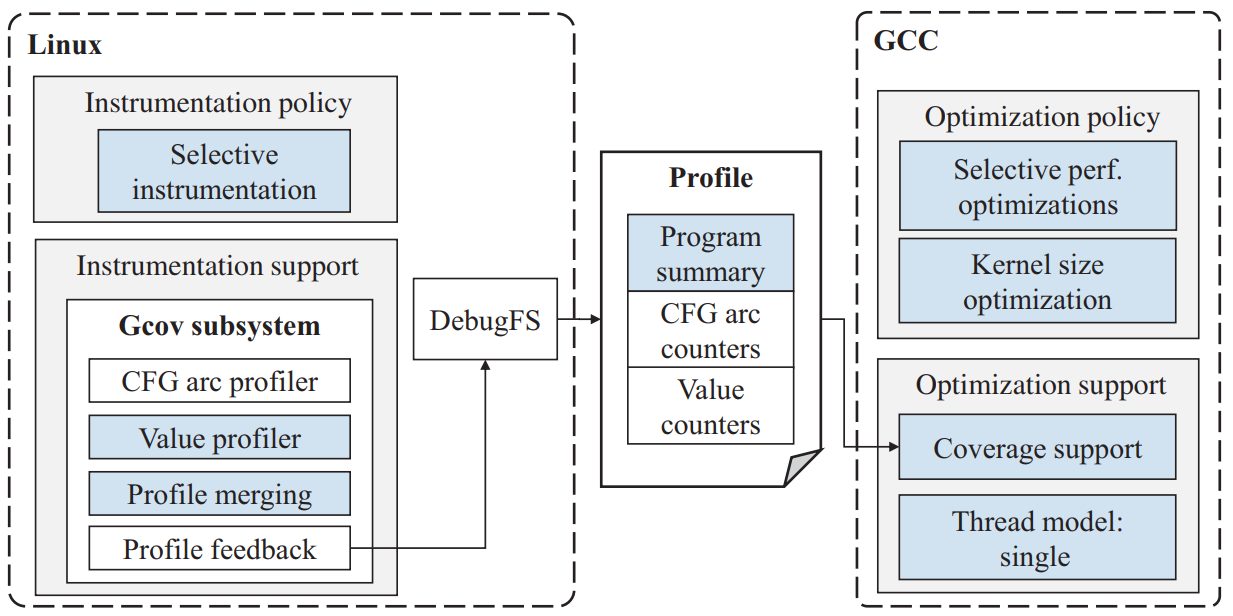 Linux
Instrumentation policy
Selective
instrumentation
Instrumentation support
Gcov subsystem
CFG arc profiler
Value profiler
Profile merging
Profile feedback
DebugFS
Profile
Program
summary
CFG arc
counters
Value
counters
GCC
Optimization policy
Selective perf.
optimizations
Kernel size
optimization
Optimization support
Coverage support
Thread model:
single